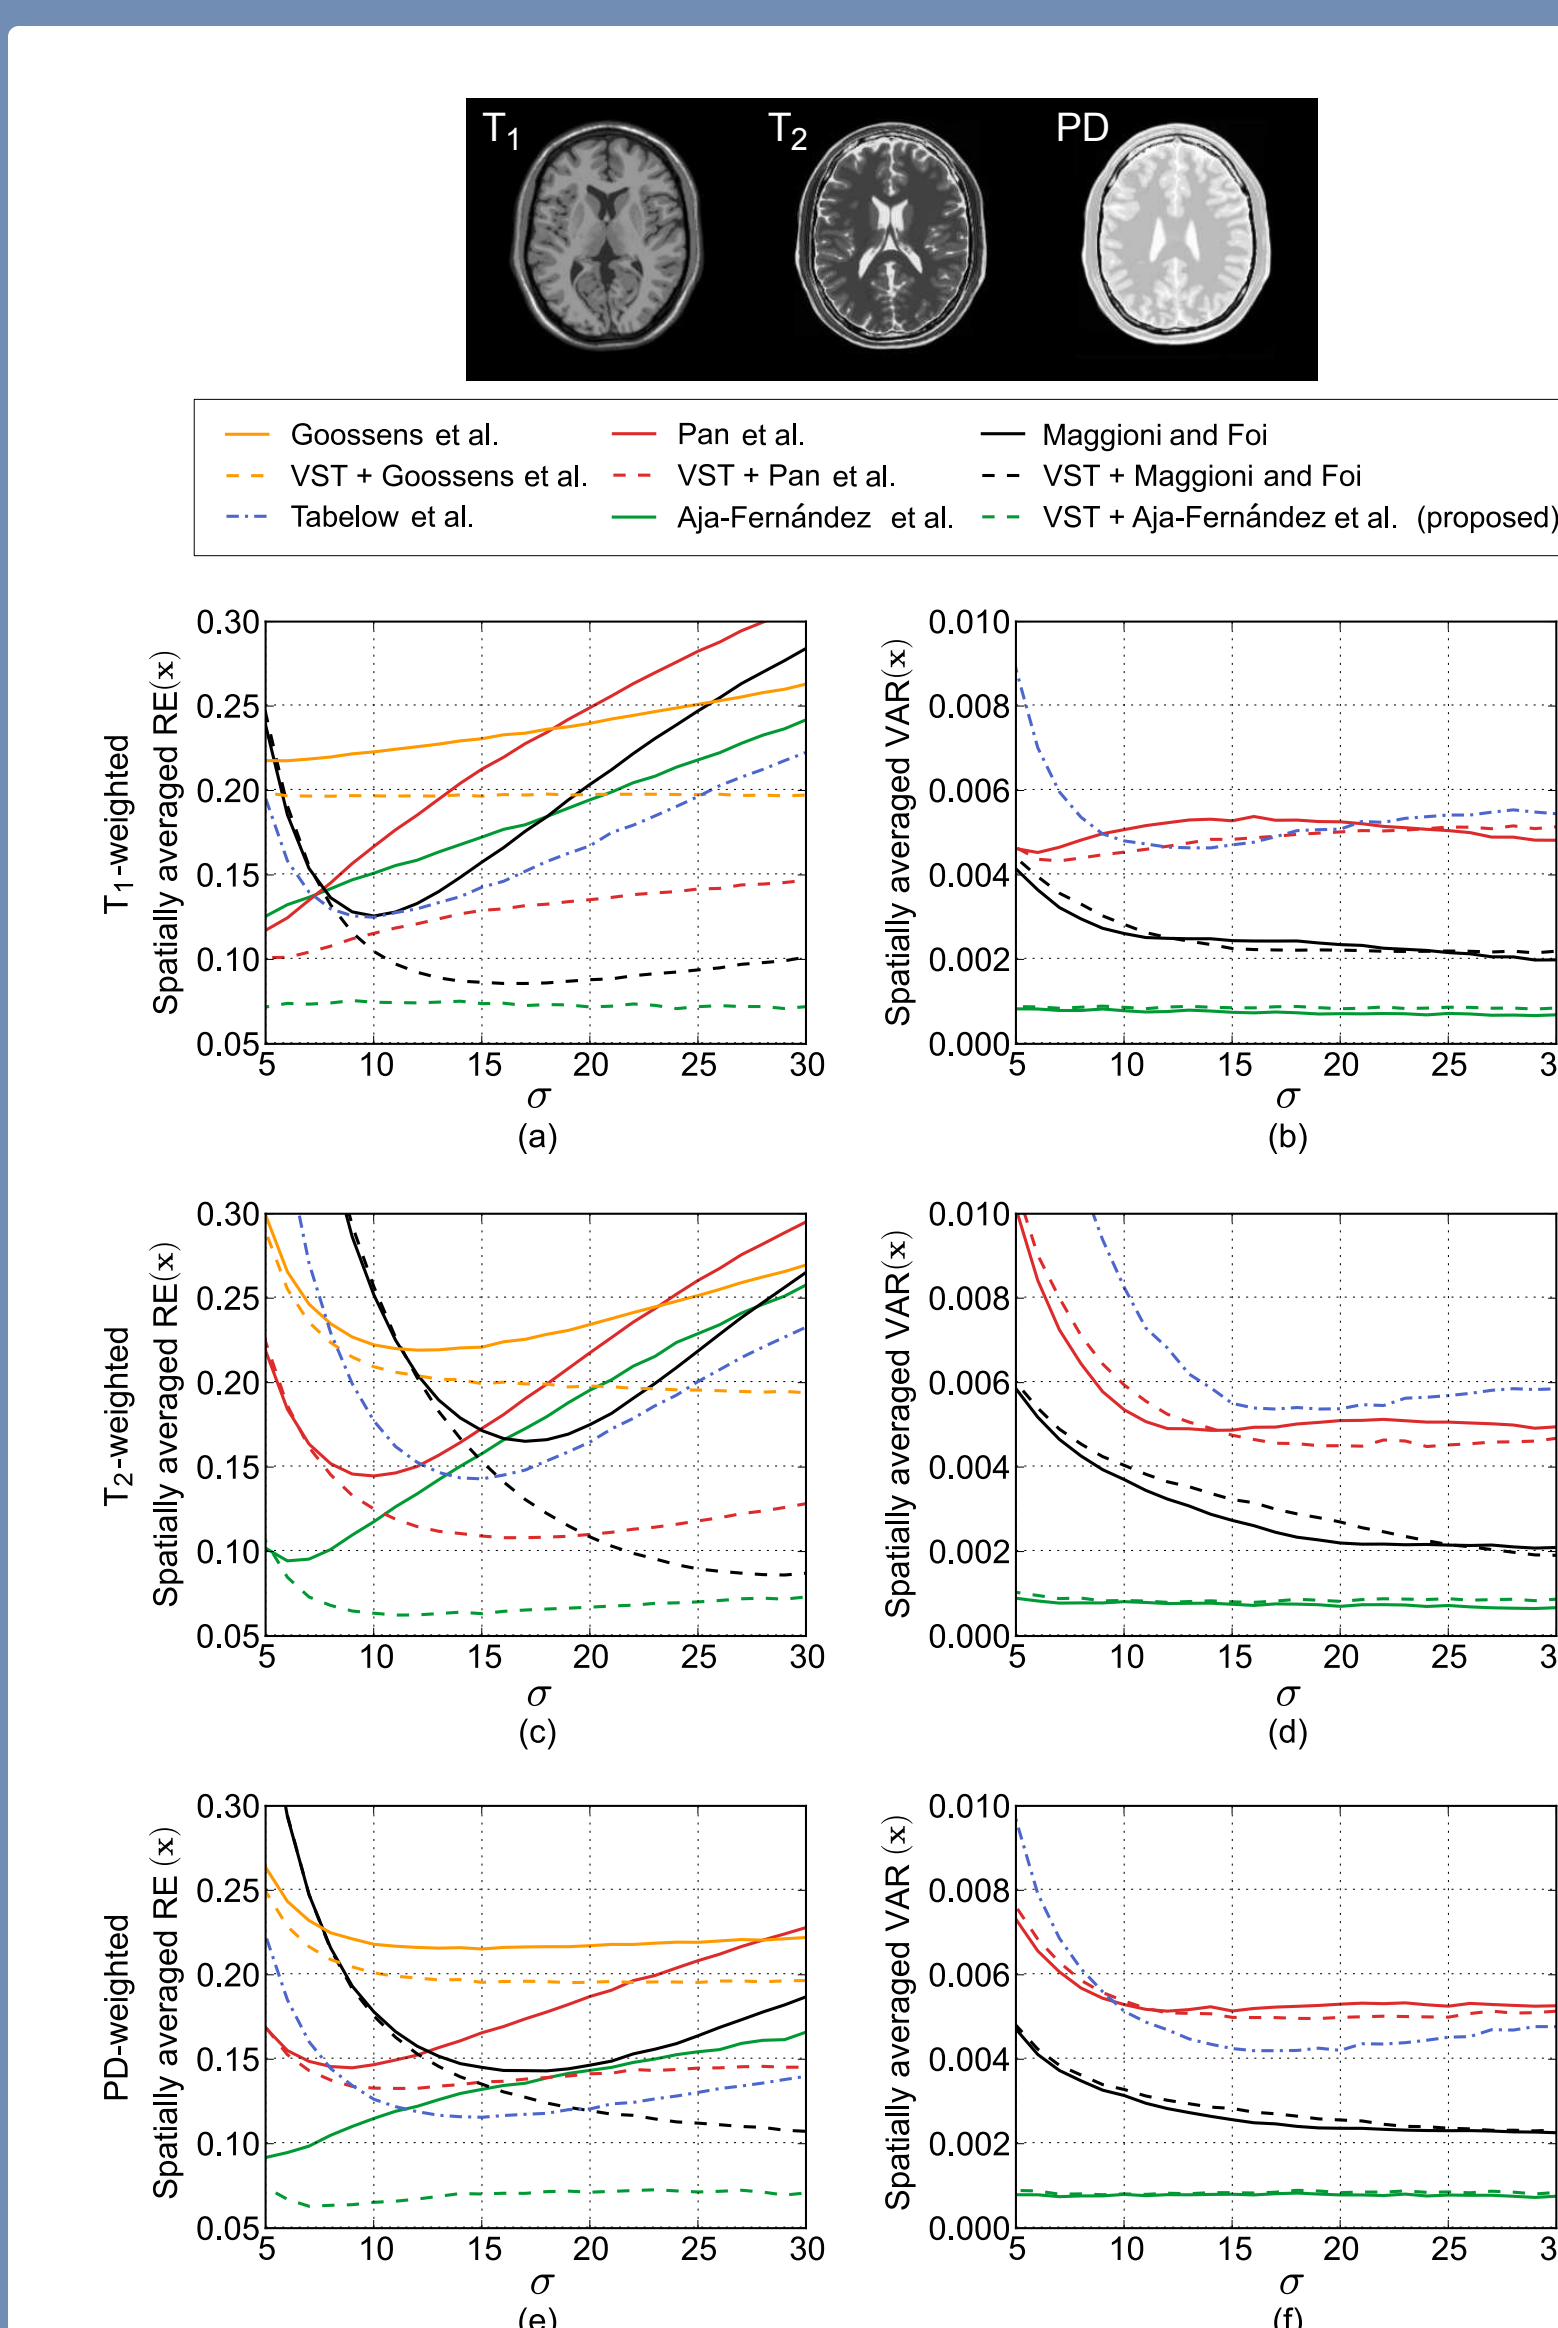 T1 T2 PD
Goossens et al. Pan et al. Maggioni and Foi
VST + Goossens et al. VST + Pan et al. VST + Maggioni and Foi
Tabelow et al. Aja-Fernández et al. VST + Aja-Fernández et al. (proposed)
T1-weighted
Spatially averaged RE(x)
0.30
0.25
0.20
0.15
0.10
0.05
5 10 15 20 25 30
σ
(a)
Spatially averaged VAR(x)
0.010
0.008
0.006
0.004
0.002
0.000
5 10 15 20 25 3
σ
(b)
T2-weighted
Spatially averaged RE(x)
0.30
0.25
0.20
0.15
0.10
0.05
5 10 15 20 25 30
σ
(c)
Spatially averaged VAR(x)
0.010
0.008
0.006
0.004
0.002
0.000
5 10 15 20 25 3
σ
(d)
PD-weighted
Spatially averaged RE (x)
0.30
0.25
0.20
0.15
0.10
0.05
5 10 15 20 25 30
σ
(e)
Spatially averaged VAR (x)
0.010
0.008
0.006
0.004
0.002
0.000
5 10 15 20 25 3
σ
(f)